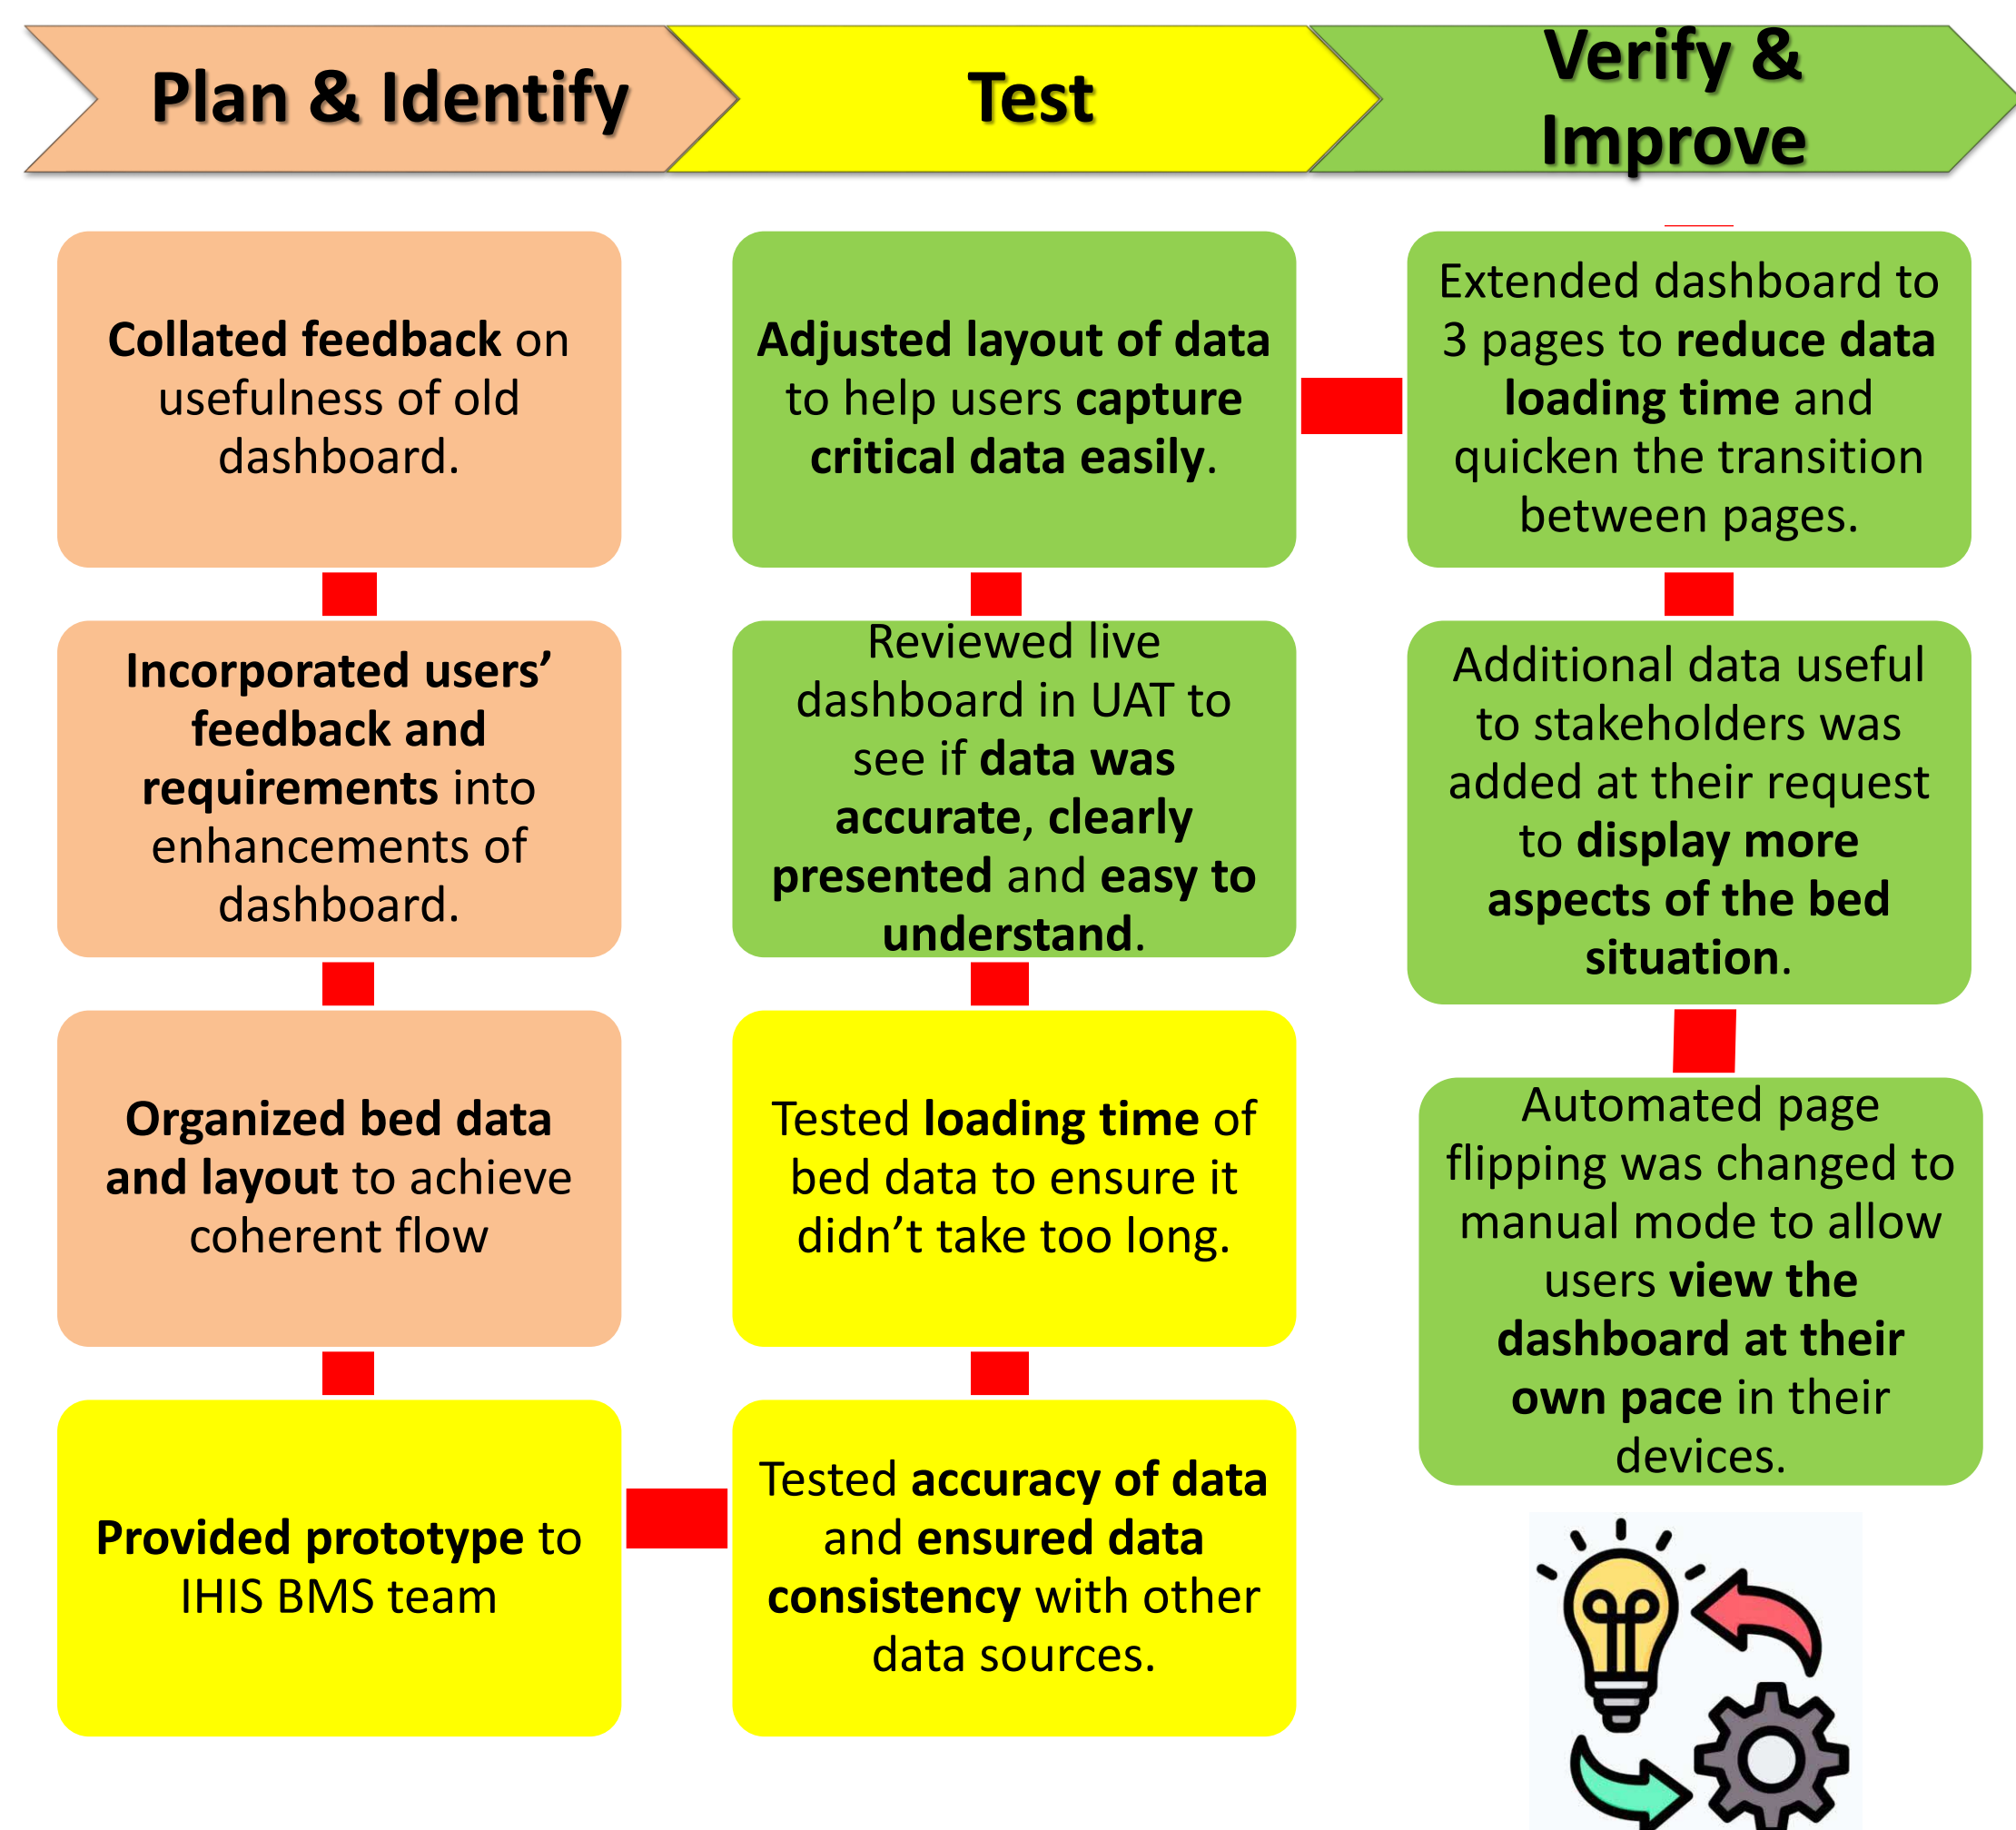 Plan & Identify
Test
Verify &
Improve
Collated feedback on
usefulness of old
dashboard.
Incorporated users’
feedback and
requirements into
enhancements of
dashboard.
Organized bed data
and layout to achieve
coherent flow
Provided prototype to
IHIS BMS team
Adjusted layout of data
to help users capture
critical data easily.
Reviewed live
dashboard in UAT to
see if data was
accurate, clearly
presented and easy to
understand.
Tested loading time of
bed data to ensure it
didn’t take too long.
Tested accuracy of data
and ensured data
consistency with other
data sources.
Extended dashboard to
3 pages to reduce data
loading time and
quicken the transition
between pages.
Additional data useful
to stakeholders was
added at their request
to display more
aspects of the bed
situation.
Automated page
flipping was changed to
manual mode to allow
users view the
dashboard at their
own pace in their
devices.